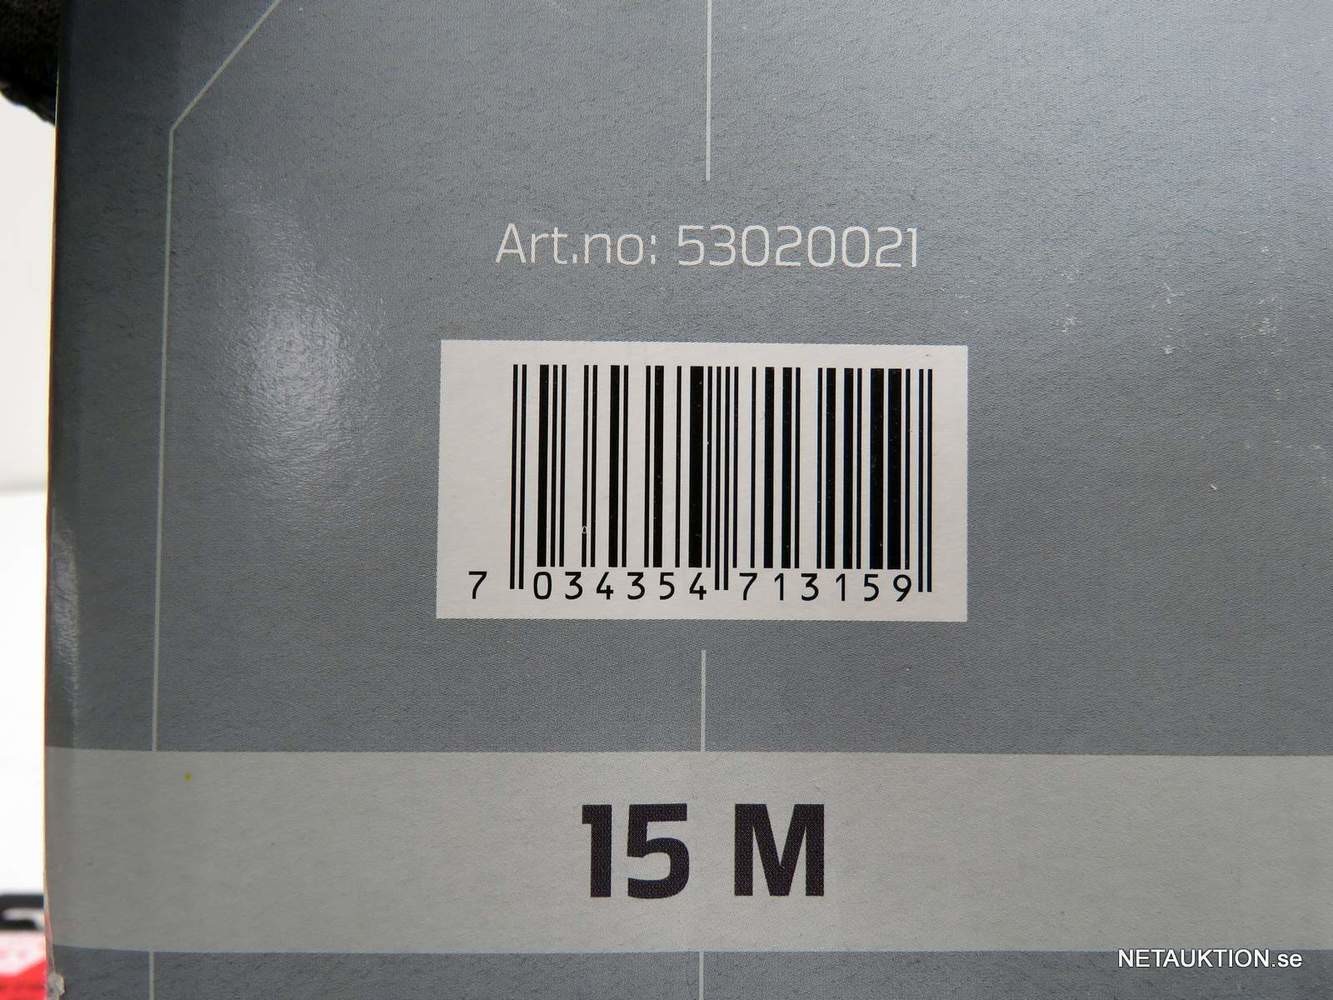 Art.no: 53020021
7 034354 713159
15 M
NETAUKTION.se